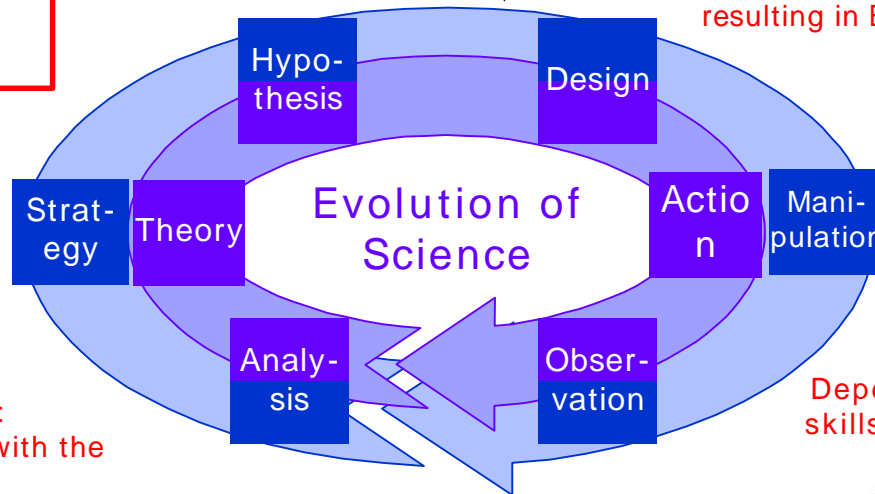 resulting in E
Hypo-
thesis
Design
Strat-
egy
Theory
Evolution of
Science
Actio
n
Mani-
pulation
Analy-
sis
Obser-
vation
Depe
skills
with the